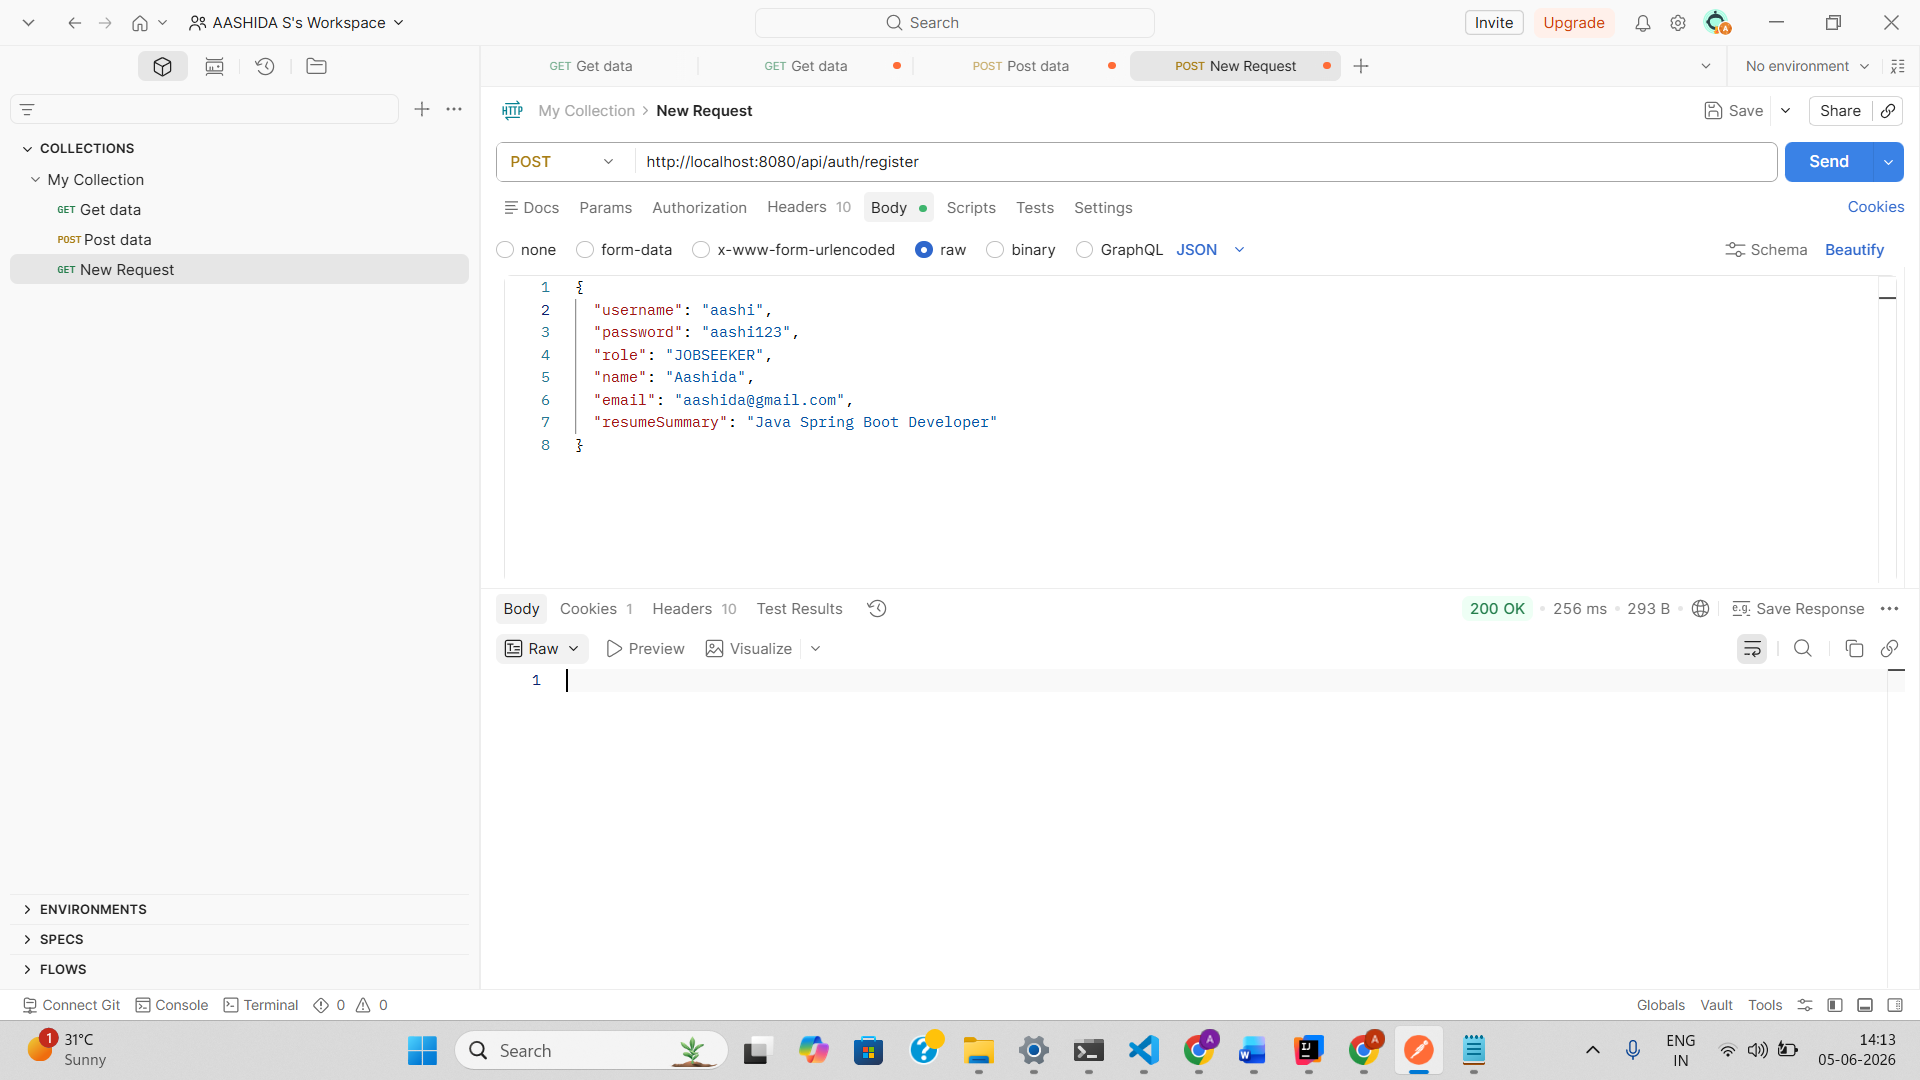 AASHIDA S's Workspace
Search
Invite
Upgrade
GET Get data
GET Get data
POST Post data
POST New Request
No environment
HTTP My Collection > New Request
Save
Share
COLLECTIONS
My Collection
GET Get data
POST Post data
GET New Request
POST
http://localhost:8080/api/auth/register
Send
Docs Params Authorization Headers 10 Body Scripts Tests Settings
Cookies
none form-data x-www-form-urlencoded raw binary GraphQL JSON
Schema Beautify
1 {
2 "username": "aashi",
3 "password": "aashi123",
4 "role": "JOBSEEKER",
5 "name": "Aashida",
6 "email": "aashida@gmail.com",
7 "resumeSummary": "Java Spring Boot Developer"
8 }
Body Cookies 1 Headers 10 Test Results
200 OK • 256 ms • 293 B • e.g. Save Response
Raw Preview Visualize
1
ENVIRONMENTS
SPECS
FLOWS
Connect Git Console Terminal 0 0
Globals Vault Tools
1 31°C
Sunny
Search
A
A
ENG
IN
14:13
05-06-2026